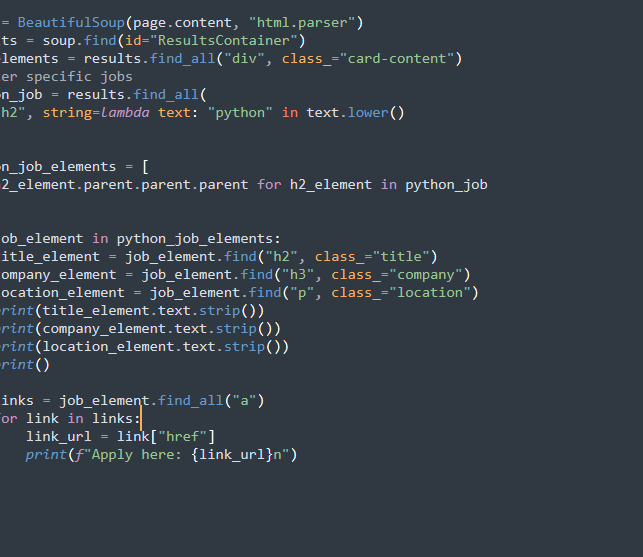 = BeautifulSoup(page.content, "html.parser")
ts = soup.find(id="ResultsContainer")
lements = results.find_all("div", class_="card-content")
er specific jobs
n_job = results.find_all(
h2", string=lambda text: "python" in text.lower()
n_job_elements = [
2_element.parent.parent.parent for h2_element in python_job
ob_element in python_job_elements:
itle_element = job_element.find("h2", class_="title")
ompany_element = job_element.find("h3", class_="company")
ocation_element = job_element.find("p", class_="location")
rint(title_element.text.strip())
rint(company_element.text.strip())
rint(location_element.text.strip())
rint()
inks = job_element.find_all("a")
or link in links:
link_url = link["href"]
print(f"Apply here: {link_url}n")